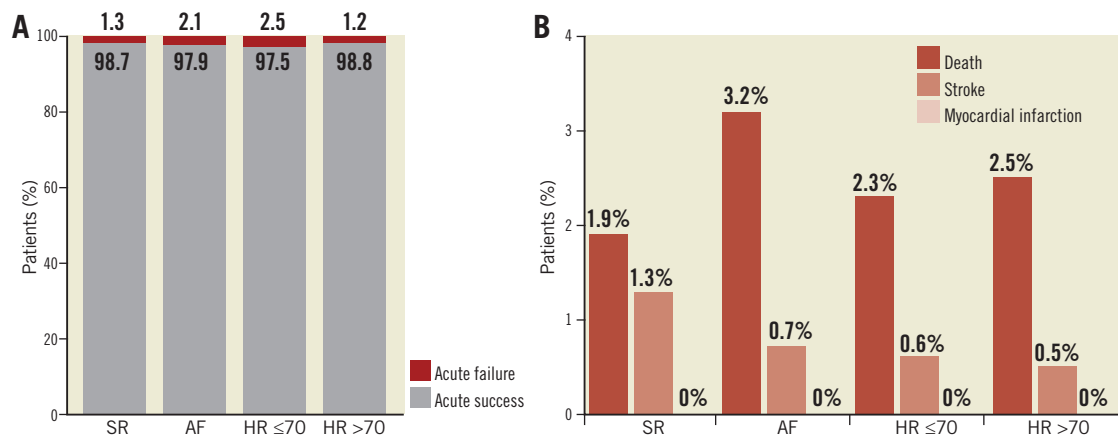 A
1.3 2.1 2.5 1.2
100
98.7 97.9 97.5 98.8
80
60
40
20
0
Patients (%)
Acute failure
Acute success
SR AF HR ≤70 HR >70
B
4
3
2
1
0
Patients (%)
Death
Stroke
Myocardial infarction
1.9% 1.3% 0%
3.2% 0.7% 0%
2.3% 0.6% 0%
2.5% 0.5% 0%
SR AF HR ≤70 HR >70